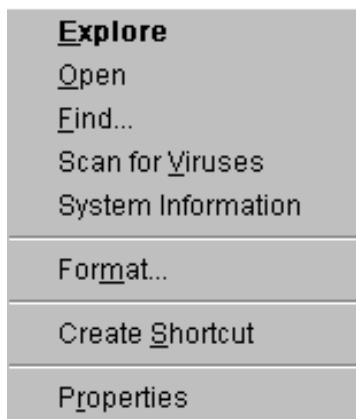 Explore
Open
Find...
Scan for Viruses
System Information
Format...
Create Shortcut
Properties